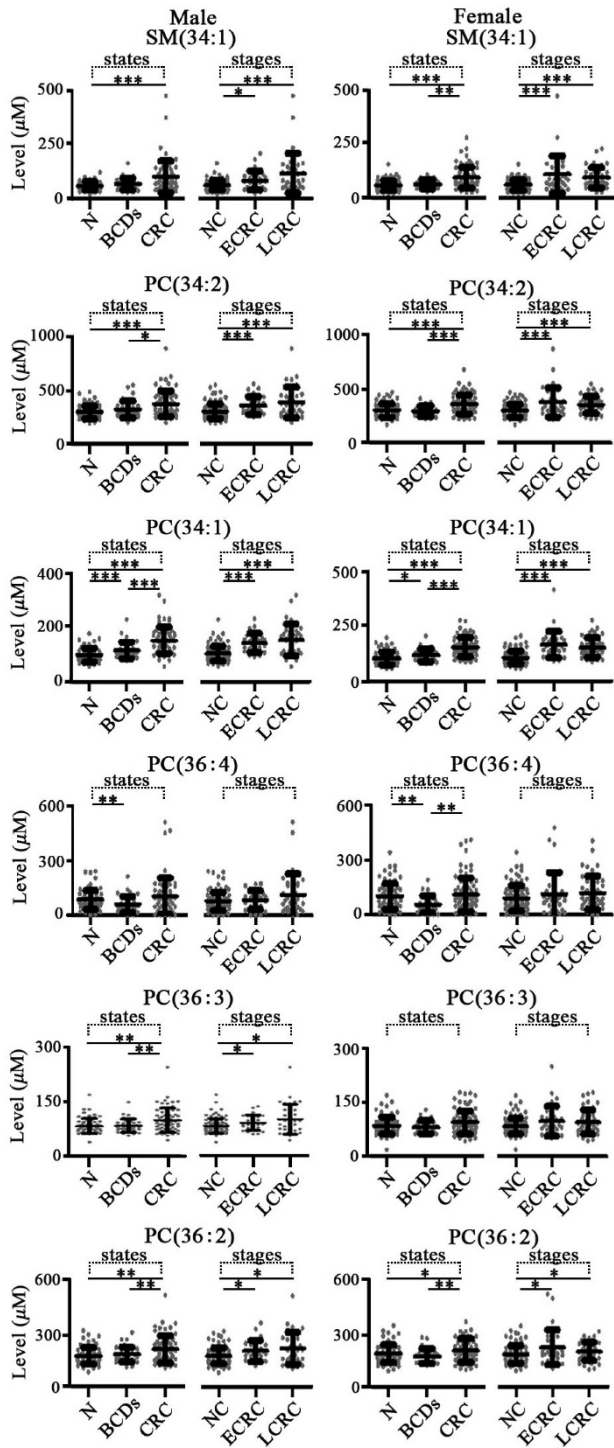 Male Female
SM(34:1) SM(34:1)
states stages states stages
*** *** *** ***
* ** ***
Level (μM)
500 500
250 250
0 0
N BCDs CRC NC ECRC LCRC N BCDs CRC NC ECRC LCRC
PC(34:2) PC(34:2)
states stages states stages
*** *** *** ***
* *** *** ***
Level (μM)
1000 1000
500 500
0 0
N BCDs CRC NC ECRC LCRC N BCDs CRC NC ECRC LCRC
PC(34:1) PC(34:1)
states stages states stages
*** *** *** ***
*** *** *** * *** ***
Level (μM)
400 500
200 250
0 0
N BCDs CRC NC ECRC LCRC N BCDs CRC NC ECRC LCRC
PC(36:4) PC(36:4)
states stages states stages
** ** **
Level (μM)
600 600
300 300
0 0
N BCDs CRC NC ECRC LCRC N BCDs CRC NC ECRC LCRC
PC(36:3) PC(36:3)
states stages states stages
** *
** *
Level (μM)
300 300
150 150
0 0
N BCDs CRC NC ECRC LCRC N BCDs CRC NC ECRC LCRC
PC(36:2) PC(36:2)
states stages states stages
** * * *
** * ** *
Level (μM)
600 600
300 300
0 0
N BCDs CRC NC ECRC LCRC N BCDs CRC NC ECRC LCRC